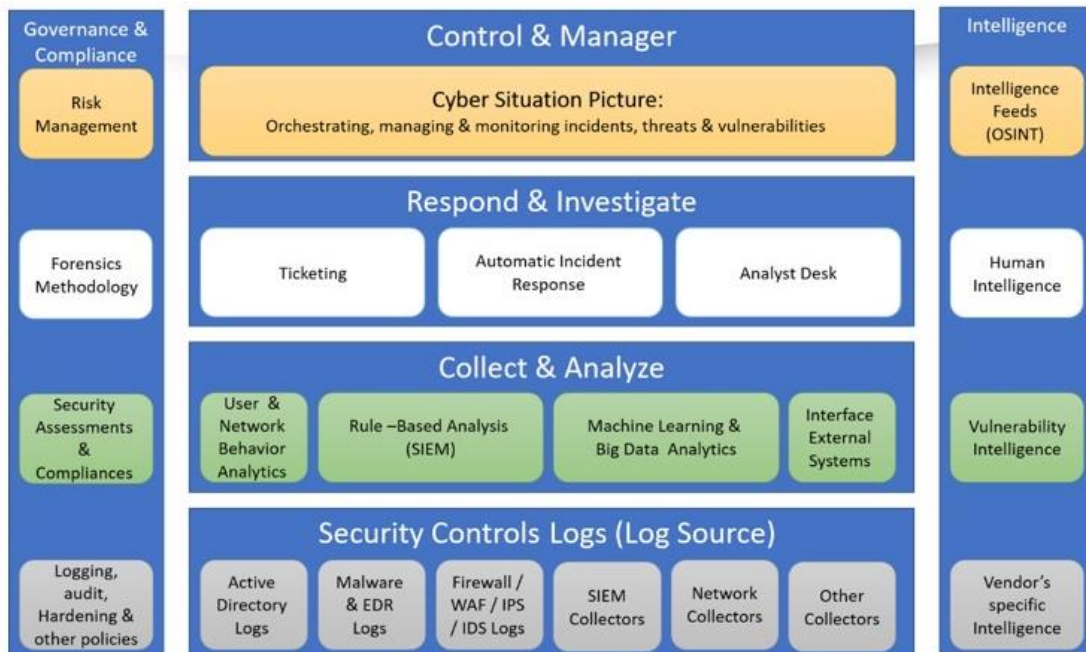 Governance &
Compliance
Risk
Management
Forensics
Methodology
Security
Assessments
&
Compliances
Logging,
audit,
Hardening &
other policies
Control & Manager
Cyber Situation Picture:
Orchestrating, managing & monitoring incidents, threats & vulnerabilities
Respond & Investigate
Ticketing
Automatic Incident
Response
Analyst Desk
Collect & Analyze
User &
Network
Behavior
Analytics
Rule –Based Analysis
(SIEM)
Machine Learning &
Big Data Analytics
Interface
External
Systems
Security Controls Logs (Log Source)
Active
Directory
Logs
Malware
& EDR
Logs
Firewall /
WAF / IPS
/ IDS Logs
SIEM
Collectors
Network
Collectors
Other
Collectors
Intelligence
Intelligence
Feeds
(OSINT)
Human
Intelligence
Vulnerability
Intelligence
Vendor's
specific
Intelligence